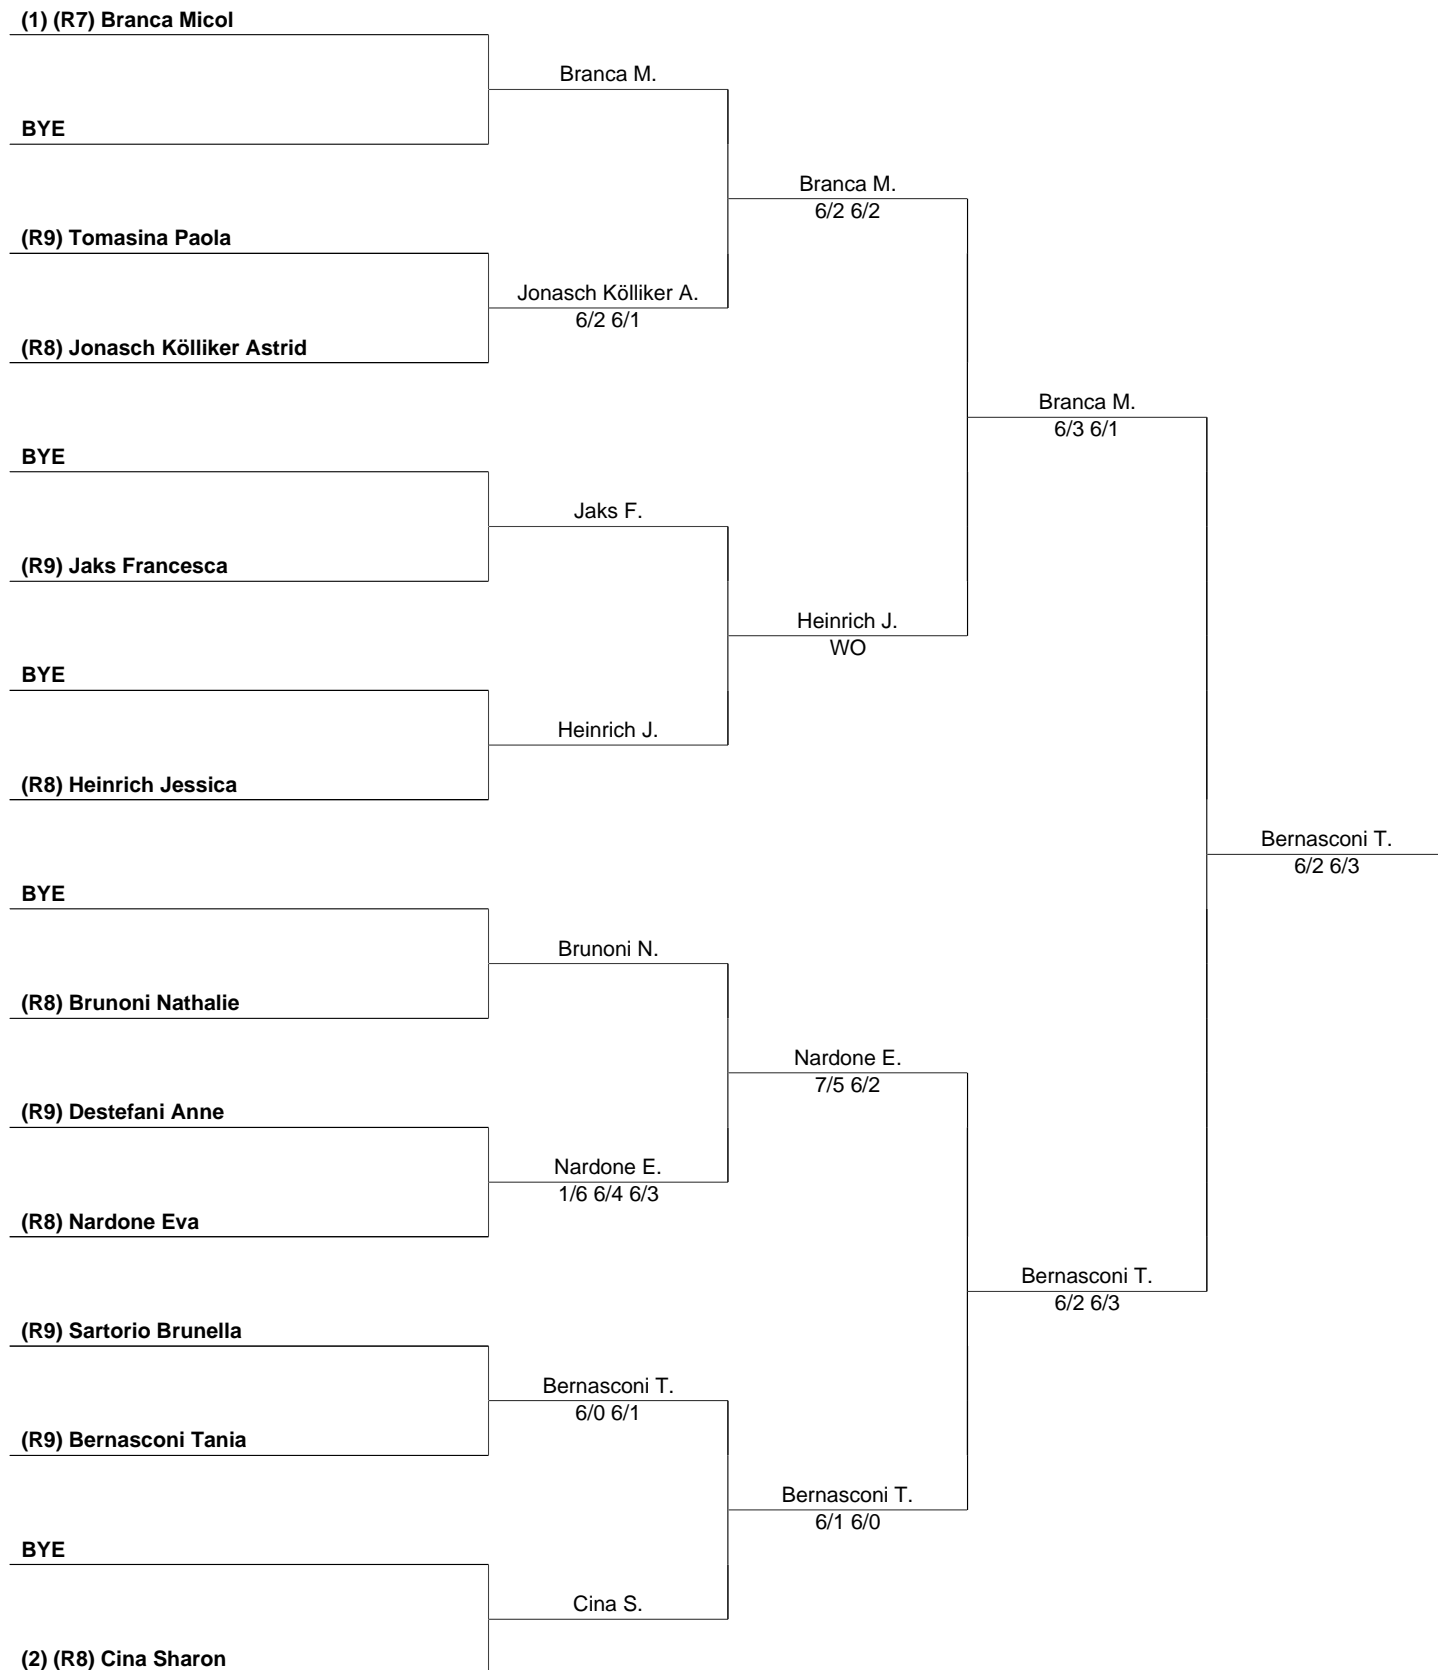 (1) (R7) Branca Micol
Branca M.
BYE
Branca M.
6/2 6/2
(R9) Tomasina Paola
Jonasch Kölliker A.
6/2 6/1
(R8) Jonasch Kölliker Astrid
Branca M.
6/3 6/1
BYE
Jaks F.
(R9) Jaks Francesca
Heinrich J.
WO
BYE
Heinrich J.
(R8) Heinrich Jessica
Bernasconi T.
6/2 6/3
BYE
Brunoni N.
(R8) Brunoni Nathalie
Nardone E.
7/5 6/2
(R9) Destefani Anne
Nardone E.
1/6 6/4 6/3
(R8) Nardone Eva
Bernasconi T.
6/2 6/3
(R9) Sartorio Brunella
Bernasconi T.
6/0 6/1
(R9) Bernasconi Tania
Bernasconi T.
6/1 6/0
BYE
Cina S.
(2) (R8) Cina Sharon